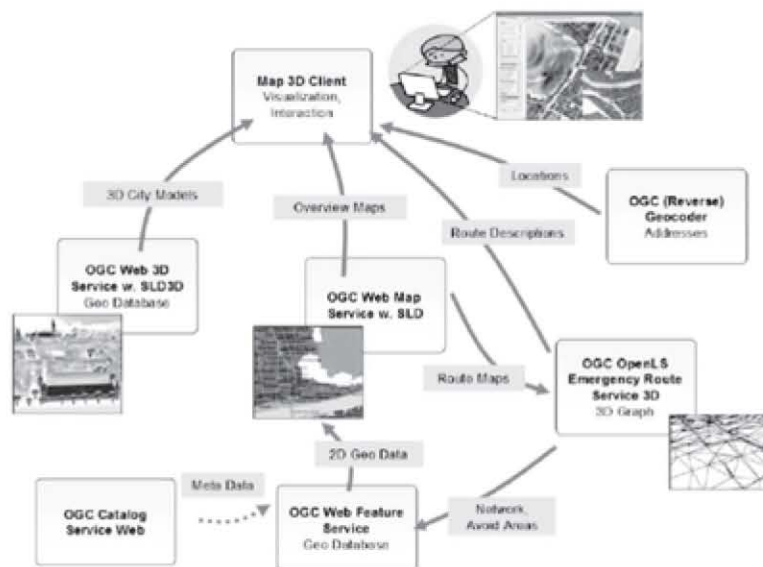 Map 3D Client
Visualization,
Interaction
3D City Models
Overview Maps
Locations
Route Descriptions
OGC (Reverse)
Geocoder
Addresses
OGC Web 3D
Service w. SLD3D
Geo Database
OGC Web Map
Service w. SLD
Route Maps
OGC OpenLS
Emergency Route
Service 3D
3D Graph
2D Geo Data
Meta Data
OGC Catalog
Service Web
OGC Web Feature
Service
Geo Database
Network,
Avoid Areas